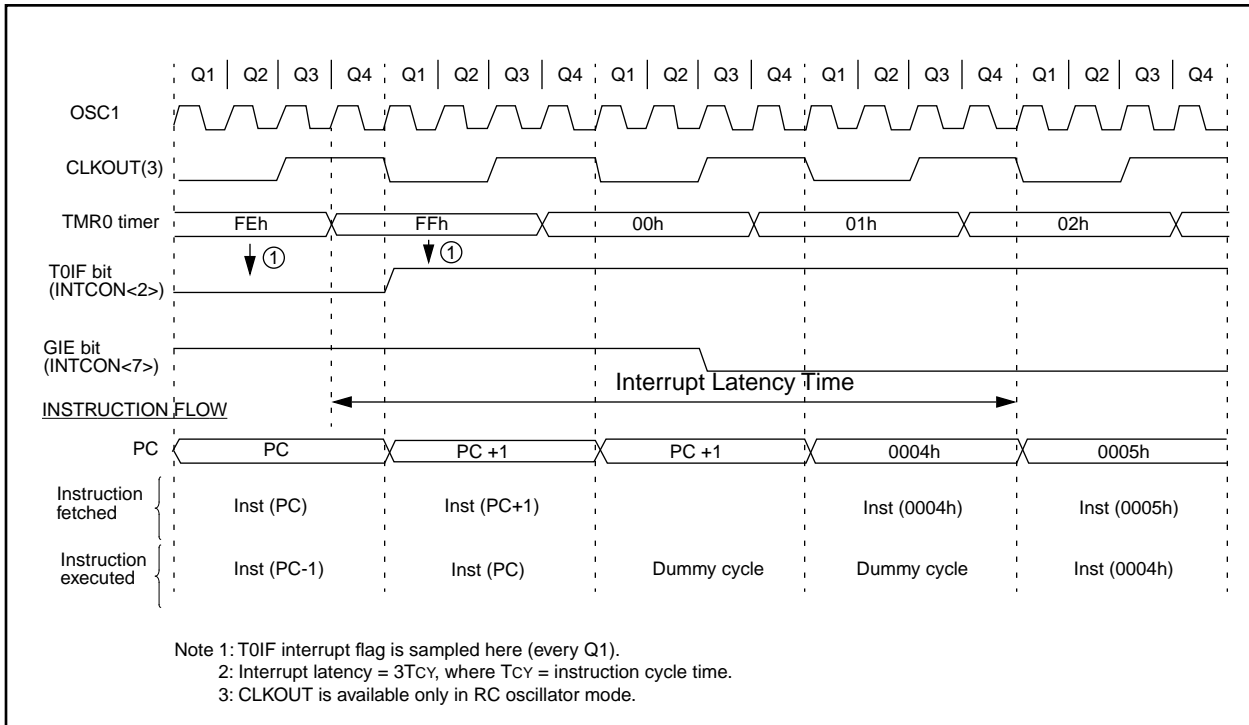 Q1 Q2 Q3 Q4 Q1 Q2 Q3 Q4 Q1 Q2 Q3 Q4 Q1 Q2 Q3 Q4 Q1 Q2 Q3 Q4
OSC1
CLKOUT(3)
TMR0 timer FEh FFh 00h 01h 02h
1 1
T0IF bit
(INTCON<2>)
GIE bit
(INTCON<7>)
Interrupt Latency Time
INSTRUCTION FLOW
PC PC PC +1 PC +1 0004h 0005h
Instruction
fetched
Inst (PC) Inst (PC+1) Inst (0004h) Inst (0005h)
Instruction
executed
Inst (PC-1) Inst (PC) Dummy cycle Dummy cycle Inst (0004h)
Note 1: T0IF interrupt flag is sampled here (every Q1).
2: Interrupt latency = 3TCY, where TCY = instruction cycle time.
3: CLKOUT is available only in RC oscillator mode.